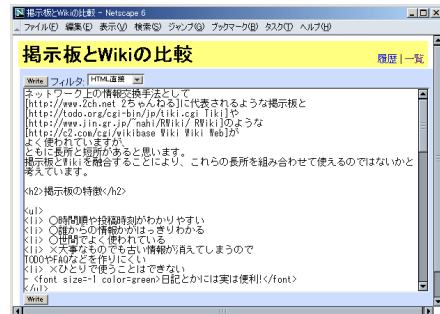 掲示板とWikiの比較 - Netscape 6
ファイル(F) 編集(E) 表示(V) 検索(S) ジャンプ(G) ブックマーク(B) タスク(T) ヘルプ(H)
掲示板とWikiの比較
履歴 | 一覧
Write フィルタ: HTML直接
ネットワーク上の情報交換手法として
[http://www.2ch.net 2ちゃんねる]に代表されるような掲示板と
[http://todo.org/cgi-bin/jp/tiki.cgi Tiki]や
[http://www.jin.gr.jp/~nahi/RWiki/ RWiki]のような
[http://c2.com/cgi/wikibase Wiki Wiki Web]が
よく使われていますが、
ともに長所と短所があると思います。
掲示板とWikiを融合することにより、これらの長所を組み合わせて使えるのではないかと
考えています。
<h2>掲示板の特徴</h2>
<ul>
<li> ○時間順や投稿時刻がわかりやすい
<li> ○誰からの情報かがはっきりわかる
<li> ○世間でよく使われている
<li> ×大事なものでも古い情報が消えてしまうので
TODOやFAQなどを作りにくい
<li> ×ひとりで使うことはできない
- <font size=-1 color=green>日記とかには実は便利!</font>
</ul>
Write